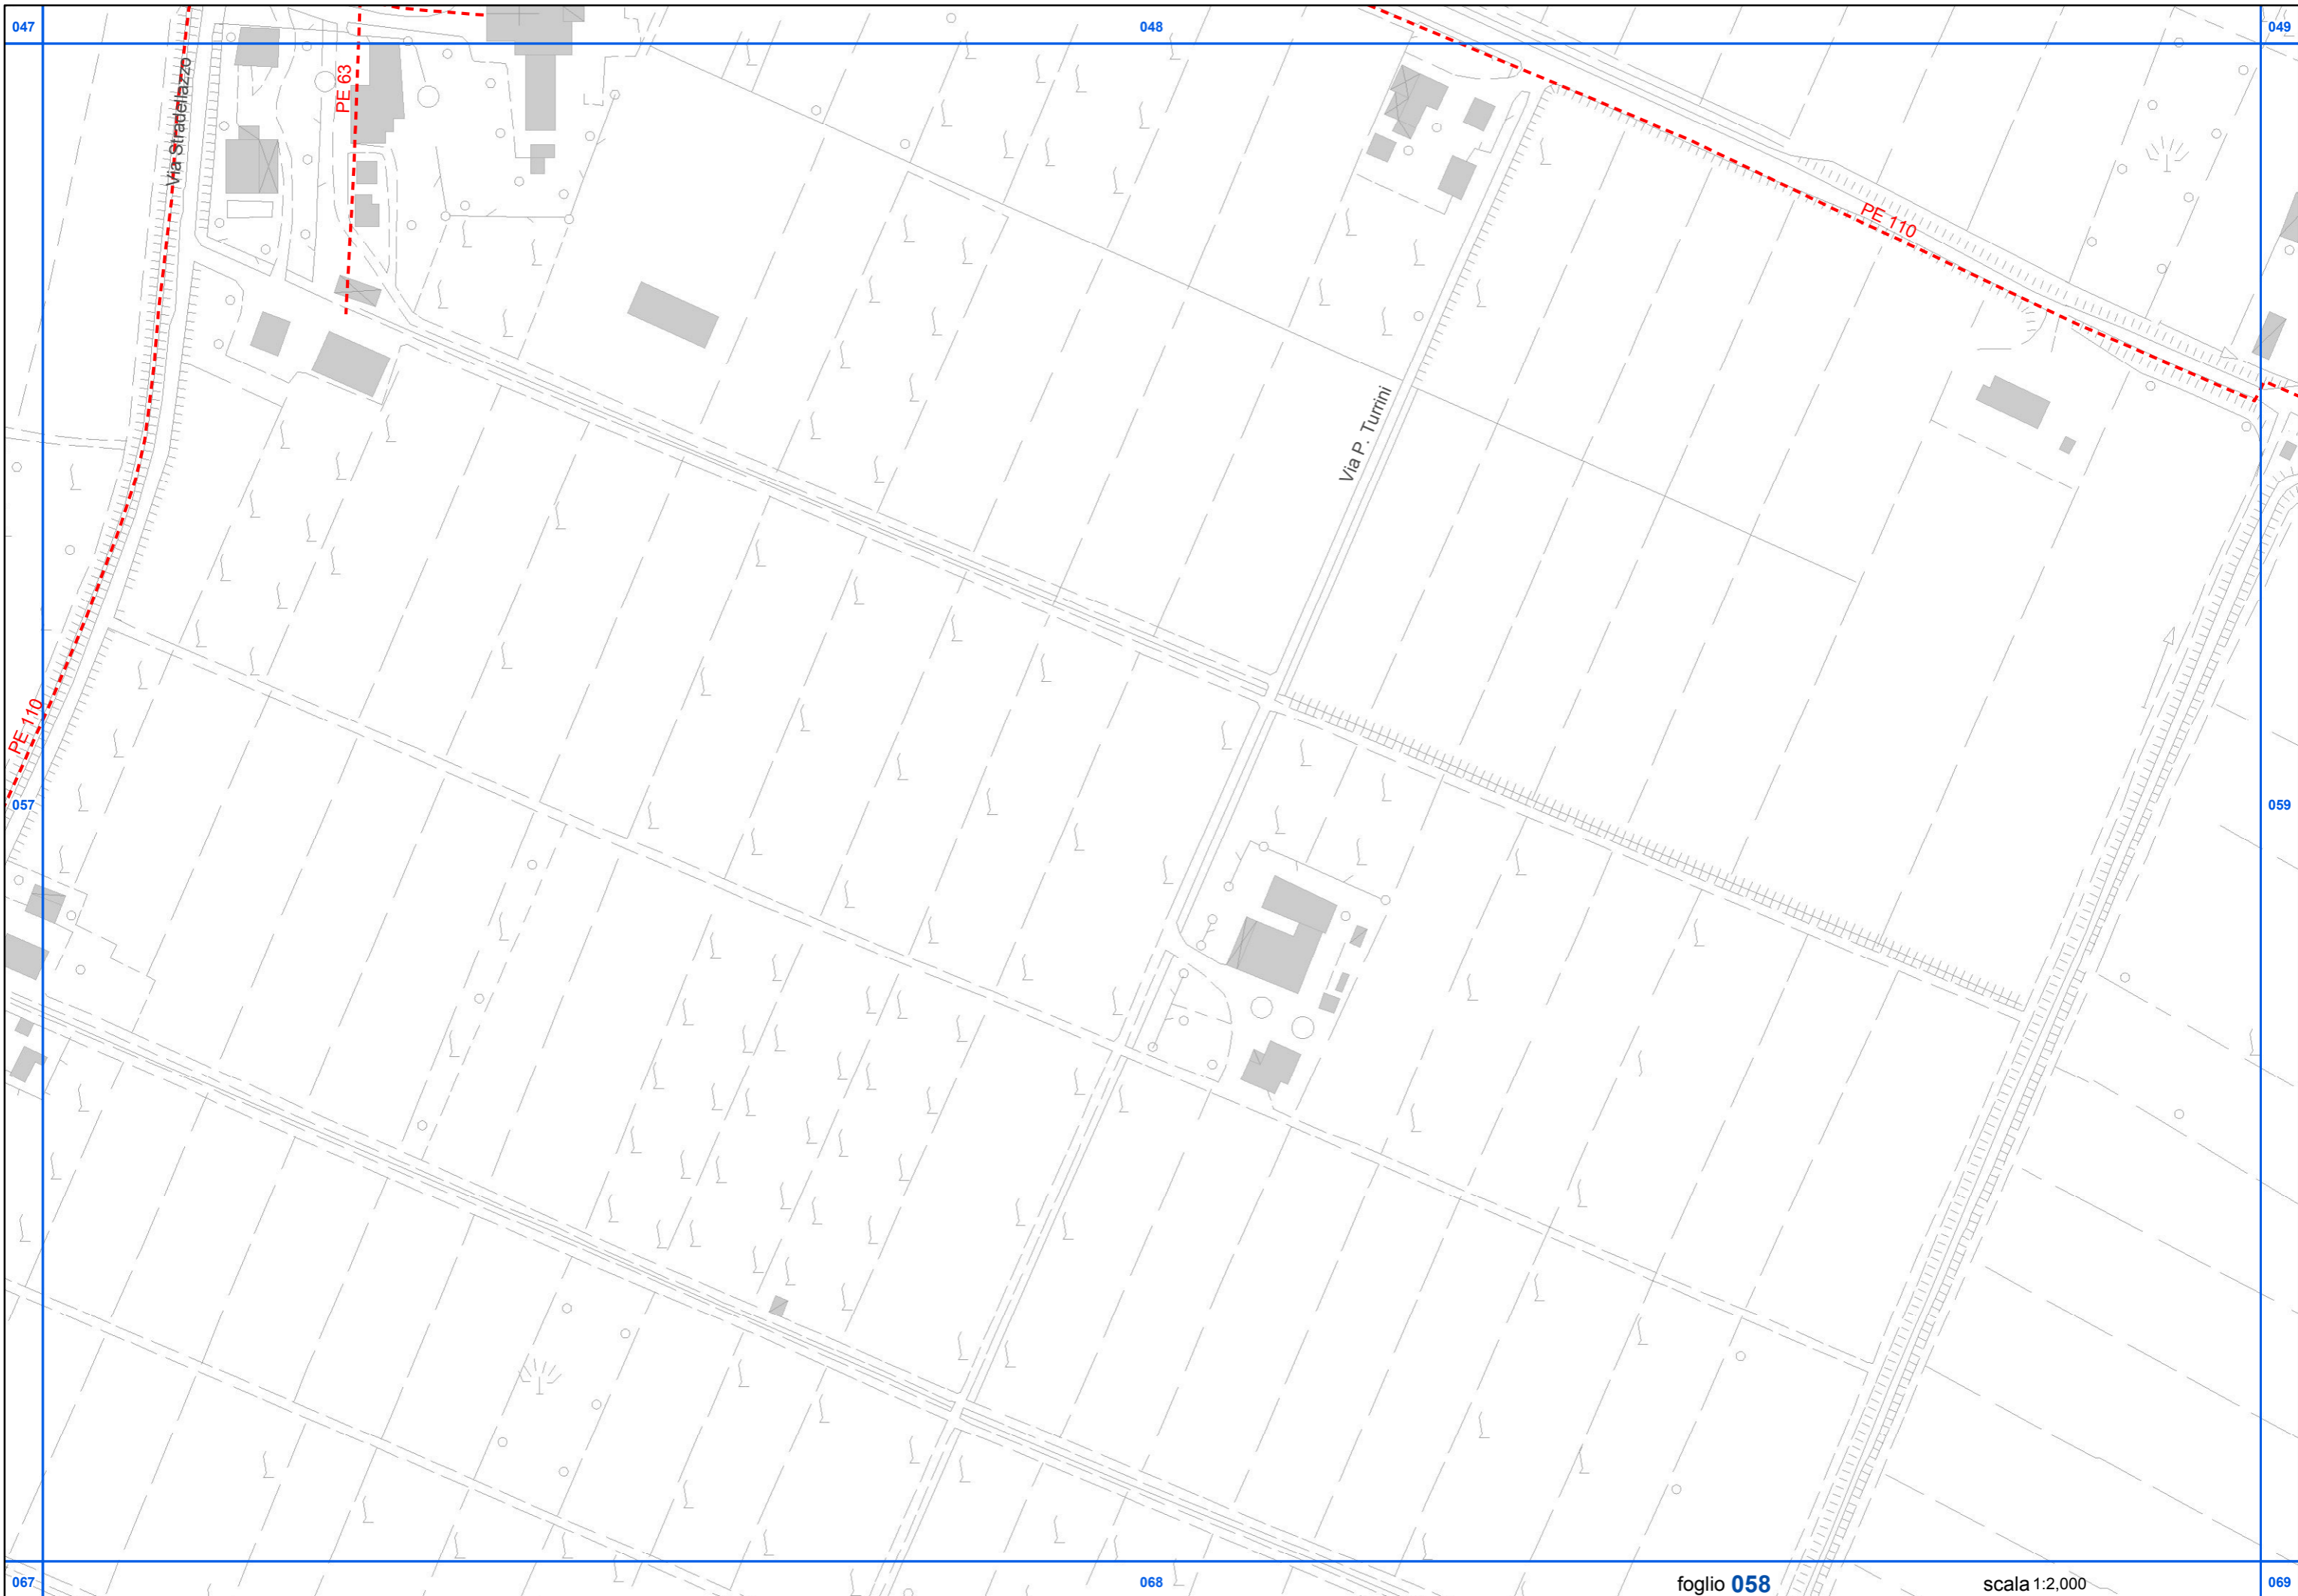 047
048
049
PE 63
Via Stradellazzo
PE 110
Via P. Turrini
PE 110
057
059
067
068
foglio 058
scala 1:2,000
069